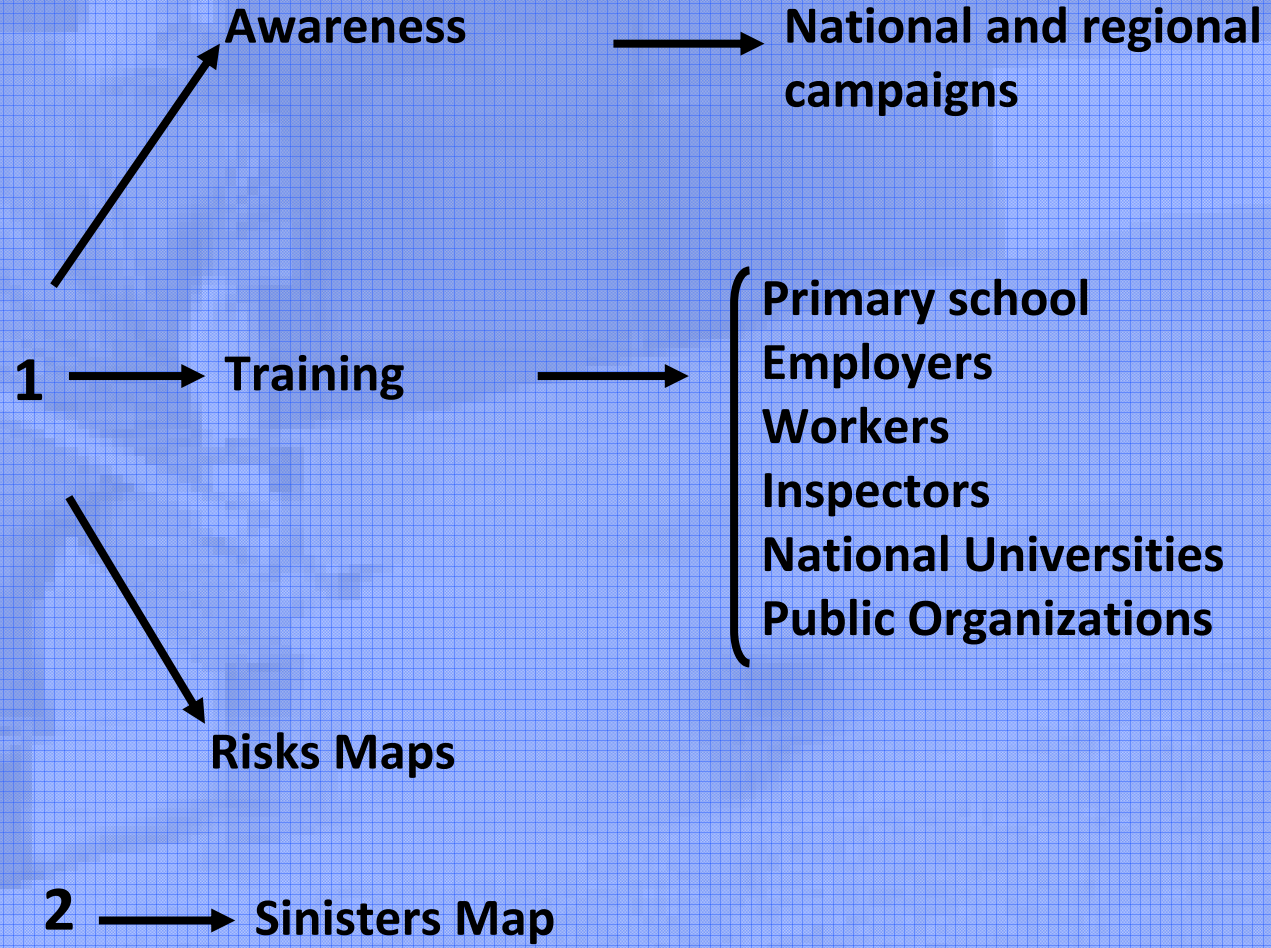 Awareness
National and regional
campaigns
1
Training
Primary school
Employers
Workers
Inspectors
National Universities
Public Organizations
Risks Maps
2
Sinisters Map